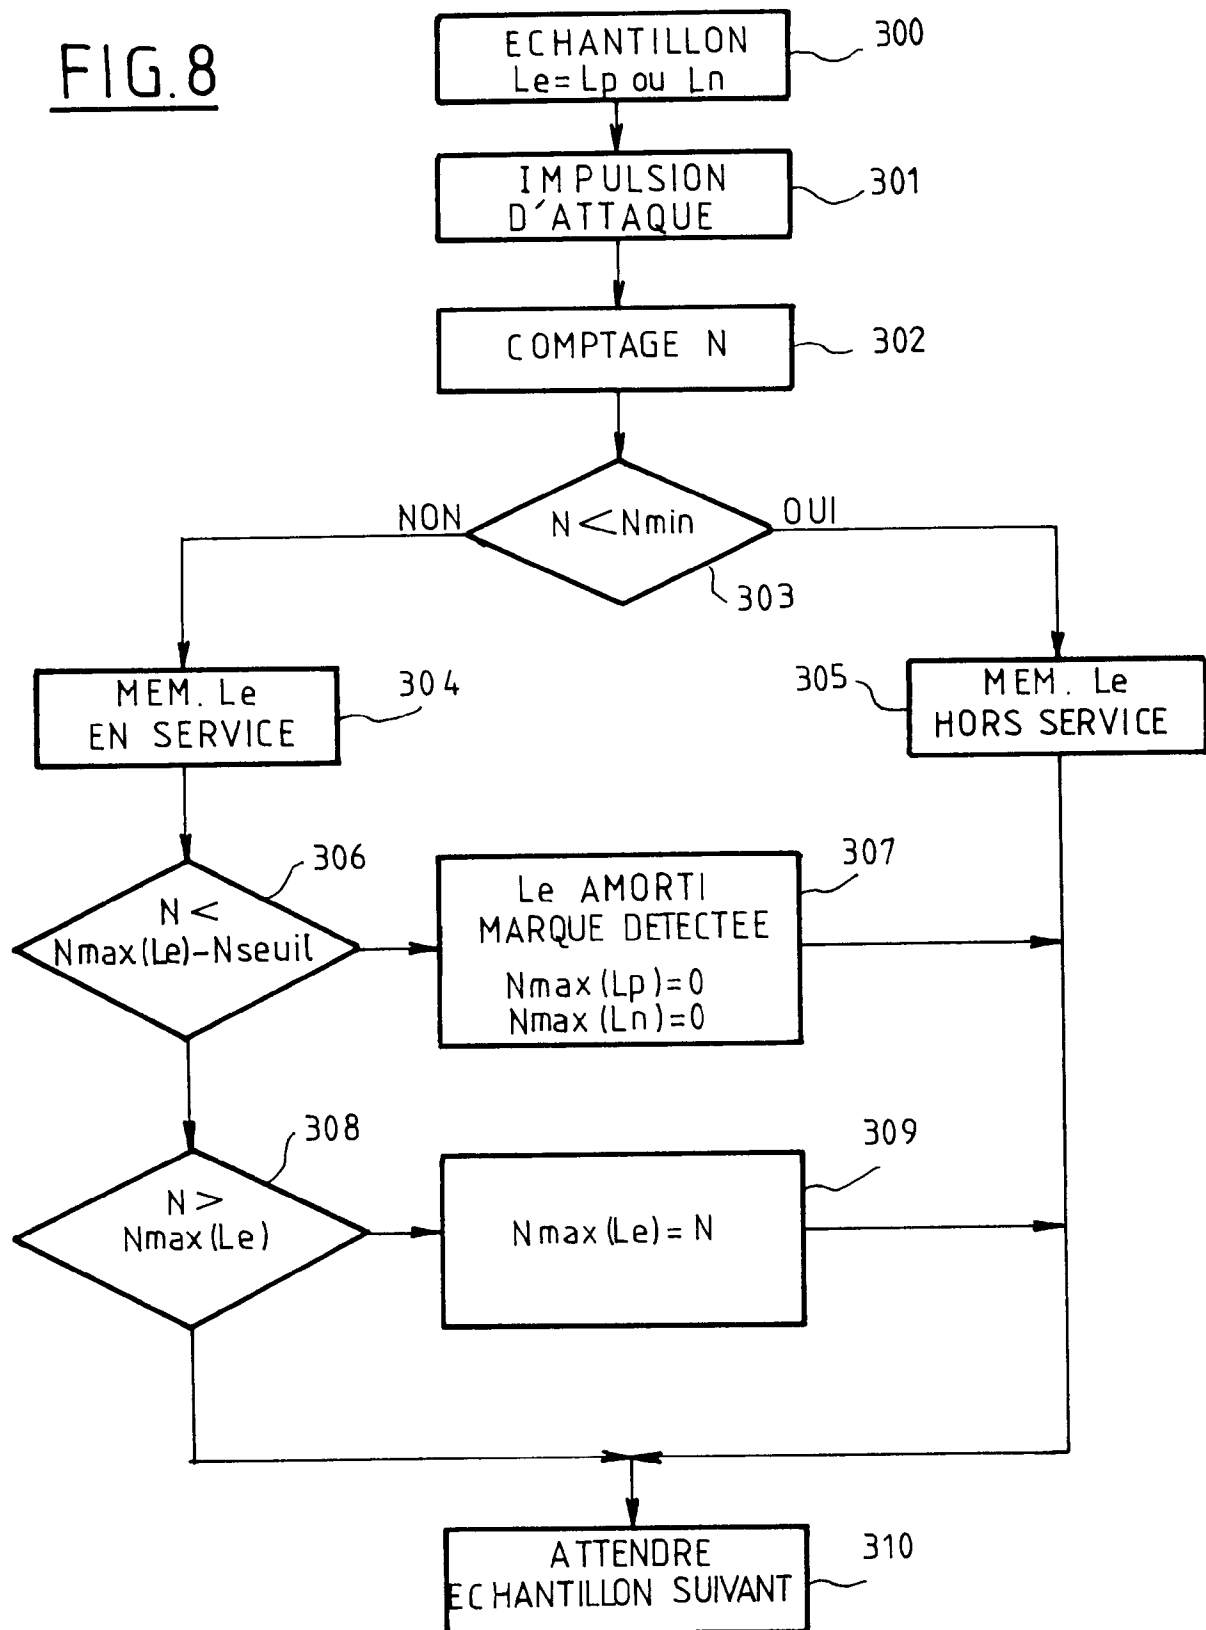 FIG.8
ECHANTILLON
Le=Lp ou Ln
300
IMPULSION
D'ATTAQUE
301
COMPTAGE N
302
NON
N<Nmin
OUI
303
MEM. Le
EN SERVICE
304
305
MEM. Le
HORS SERVICE
306
N<
Nmax(Le)-Nseuil
307
Le AMORTI
MARQUE DETECTEE
Nmax(Lp)=0
Nmax(Ln)=0
308
N>
Nmax(Le)
309
Nmax(Le)=N
ATTENDRE
ECHANTILLON SUIVANT
310